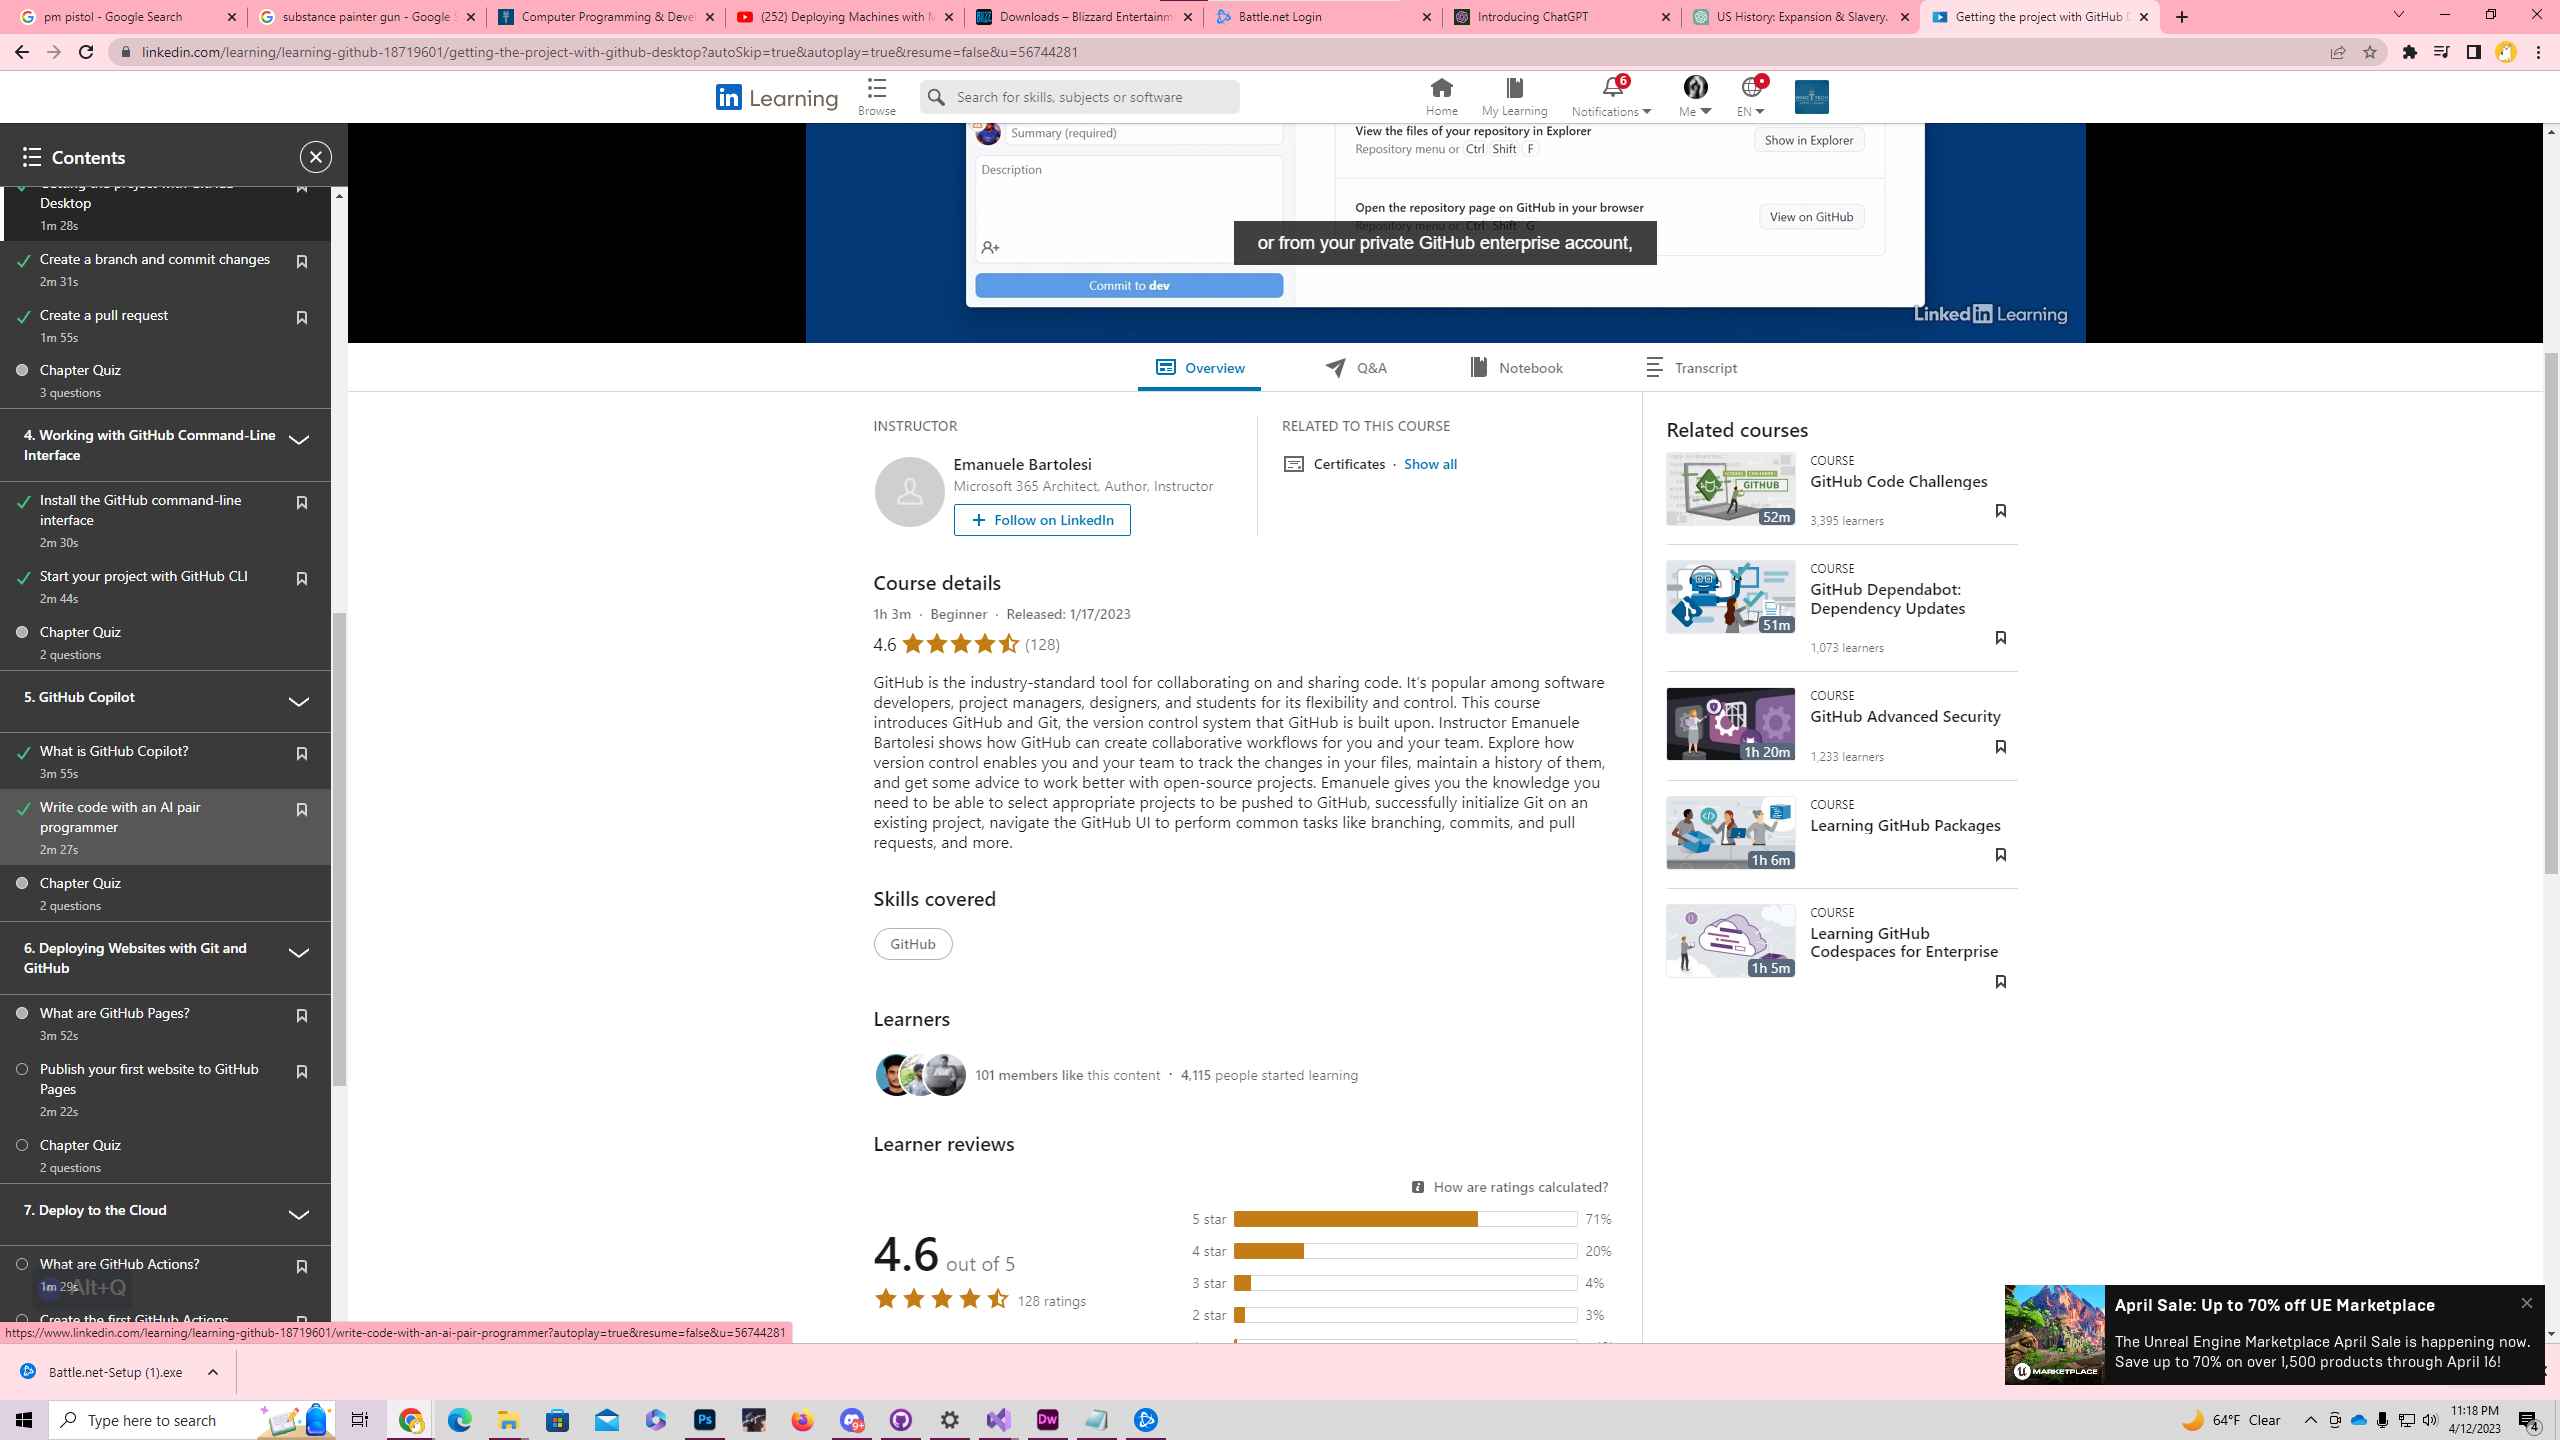 pm pistol - Google Search
substance painter gun - Google S
Computer Programming & Devel
(252) Deploying Machines with M
Downloads – Blizzard Entertainm
Battle.net Login
Introducing ChatGPT
US History: Expansion & Slavery.
Getting the project with GitHub D
linkedin.com/learning/learning-github-18719601/getting-the-project-with-github-desktop?autoSkip=true&autoplay=true&resume=false&u=56744281
in Learning
Browse
Search for skills, subjects or software
Home
My Learning
6
Notifications
Me
EN
Contents
Getting the project with GitHub
Desktop
1m 28s
Create a branch and commit changes
2m 31s
Create a pull request
1m 55s
Chapter Quiz
3 questions
4. Working with GitHub Command-Line
Interface
Install the GitHub command-line
interface
2m 30s
Start your project with GitHub CLI
2m 44s
Chapter Quiz
2 questions
5. GitHub Copilot
What is GitHub Copilot?
3m 55s
Write code with an AI pair
programmer
2m 27s
Chapter Quiz
2 questions
6. Deploying Websites with Git and
GitHub
What are GitHub Pages?
3m 52s
Publish your first website to GitHub
Pages
2m 22s
Chapter Quiz
2 questions
7. Deploy to the Cloud
What are GitHub Actions?
1m 29s
Alt+Q
Create the first GitHub Actions
https://www.linkedin.com/learning/learning-github-18719601/write-code-with-an-ai-pair-programmer?autoplay=true&resume=false&u=56744281
Summary (required)
Description
Commit to dev
View the files of your repository in Explorer
Repository menu or Ctrl Shift F
Show in Explorer
Open the repository page on GitHub in your browser
Repository menu or Ctrl Shift G
View on GitHub
or from your private GitHub enterprise account,
Linked in Learning
Overview
Q&A
Notebook
Transcript
INSTRUCTOR
Emanuele Bartolesi
Microsoft 365 Architect, Author, Instructor
+ Follow on LinkedIn
RELATED TO THIS COURSE
Certificates · Show all
Course details
1h 3m · Beginner · Released: 1/17/2023
4.6 (128)
GitHub is the industry-standard tool for collaborating on and sharing code. It's popular among software
developers, project managers, designers, and students for its flexibility and control. This course
introduces GitHub and Git, the version control system that GitHub is built upon. Instructor Emanuele
Bartolesi shows how GitHub can create collaborative workflows for you and your team. Explore how
version control enables you and your team to track the changes in your files, maintain a history of them,
and get some advice to work better with open-source projects. Emanuele gives you the knowledge you
need to be able to select appropriate projects to be pushed to GitHub, successfully initialize Git on an
existing project, navigate the GitHub UI to perform common tasks like branching, commits, and pull
requests, and more.
Skills covered
GitHub
Learners
101 members like this content · 4,115 people started learning
Learner reviews
How are ratings calculated?
4.6 out of 5
128 ratings
5 star 71%
4 star 20%
3 star 4%
2 star 3%
Related courses
GITHUB
52m
COURSE
GitHub Code Challenges
3,395 learners
51m
COURSE
GitHub Dependabot:
Dependency Updates
1,073 learners
1h 20m
COURSE
GitHub Advanced Security
1,233 learners
1h 6m
COURSE
Learning GitHub Packages
1h 5m
COURSE
Learning GitHub
Codespaces for Enterprise
April Sale: Up to 70% off UE Marketplace
The Unreal Engine Marketplace April Sale is happening now.
Save up to 70% on over 1,500 products through April 16!
MARKETPLACE
Battle.net-Setup (1).exe
Type here to search
Ps
9+
Dw
64°F Clear
11:18 PM
4/12/2023
4